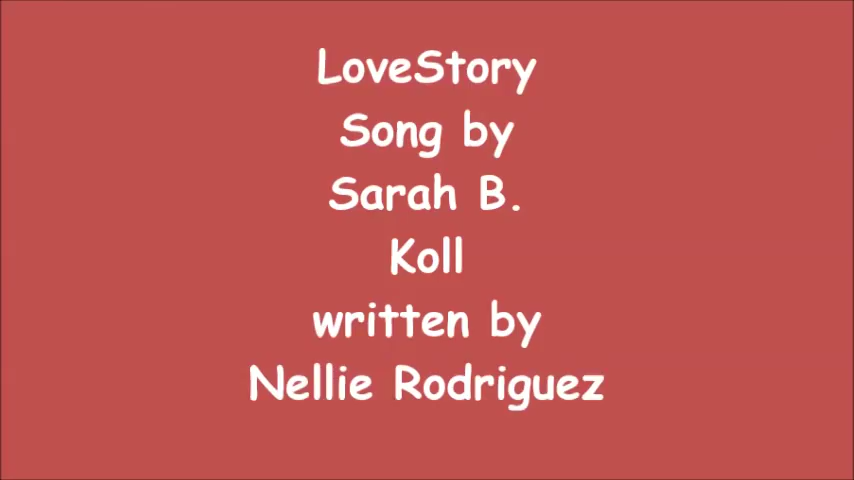 LoveStory
Song by
Sarah B.
Koll
written by
Nellie Rodriguez